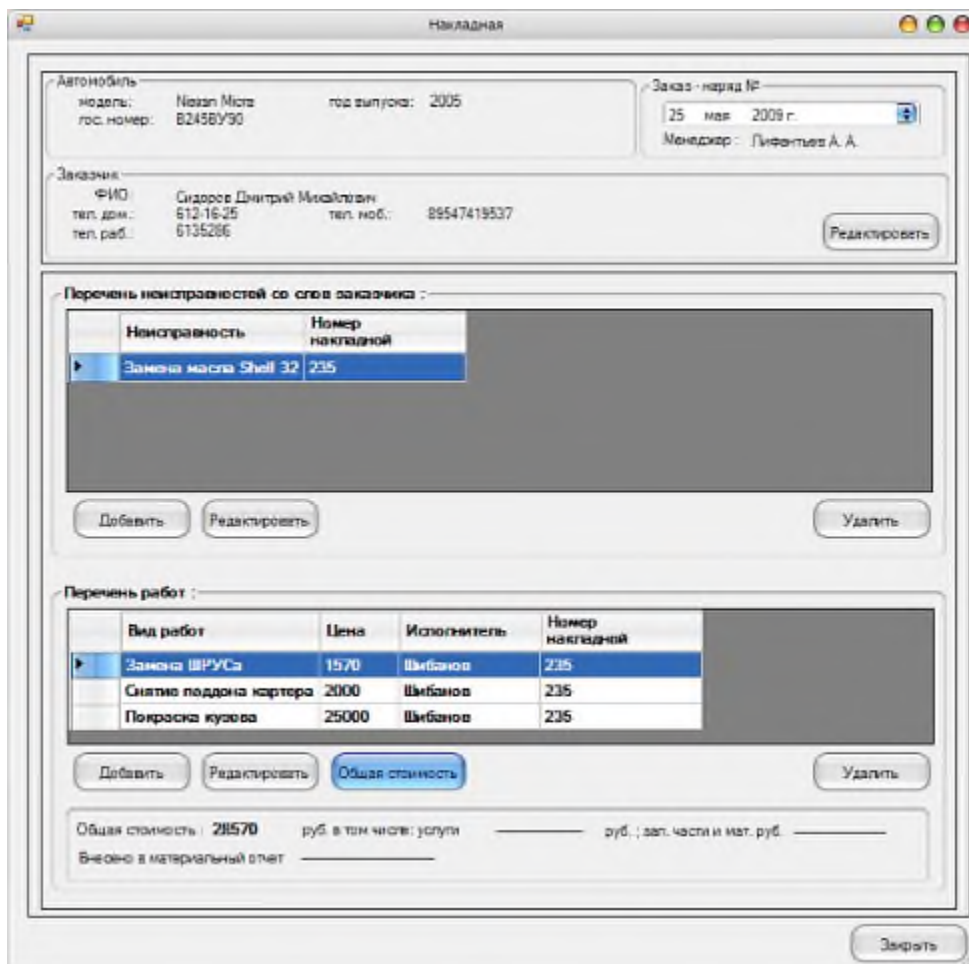 Накладная
Автомобиль
модель: Nissan Micra год выпуска: 2005
гос. номер: В245ВУ90
Заказ - наряд №
25 мая 2009 г.
Менеджер : Лифентьев А. А.
Заказчик
ФИО: Сидоров Дмитрий Михайлович
тел. дом.: 612-16-25 тел. моб.: 89547419537
тел. раб.: 6135286
Редактировать
Перечень неисправностей со слов заказчика :
Неисправность Номер накладной
Замена масла Shell 32 235
Добавить Редактировать Удалить
Перечень работ :
Вид работ Цена Исполнитель Номер накладной
Замена ШРУСа 1570 Шибанов 235
Снятие поддона картера 2000 Шибанов 235
Покраска кузова 25000 Шибанов 235
Добавить Редактировать Общая стоимость Удалить
Общая стоимость : 28570 руб. в том числе: услуги руб. ; зап. части и мат. руб.
Внесено в материальный отчет
Закрыть